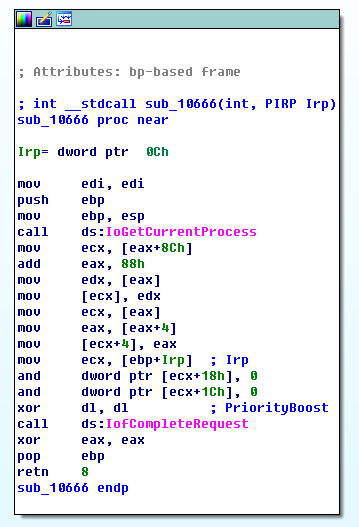 ; Attributes: bp-based frame
; int __stdcall sub_10666(int, PIRP Irp)
sub_10666 proc near
Irp= dword ptr  0Ch
mov     edi, edi
push    ebp
mov     ebp, esp
call    ds:IoGetCurrentProcess
mov     ecx, [eax+8Ch]
add     eax, 88h
mov     edx, [eax]
mov     [ecx], edx
mov     ecx, [eax]
mov     eax, [eax+4]
mov     [ecx+4], eax
mov     ecx, [ebp+Irp]  ; Irp
and     dword ptr [ecx+18h], 0
and     dword ptr [ecx+1Ch], 0
xor     dl, dl          ; PriorityBoost
call    ds:IofCompleteRequest
xor     eax, eax
pop     ebp
retn    8
sub_10666 endp